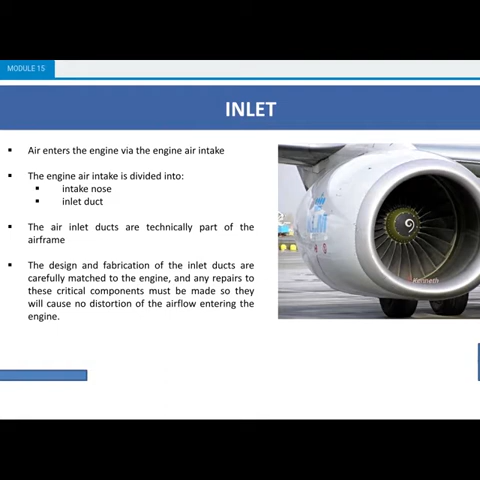 MODULE 15
INLET
▪ Air enters the engine via the engine air intake
▪ The engine air intake is divided into:
▪ intake nose
▪ inlet duct
▪ The air inlet ducts are technically part of the
airframe
▪ The design and fabrication of the inlet ducts are
carefully matched to the engine, and any repairs to
these critical components must be made so they
will cause no distortion of the airflow entering the
engine.
Kenneth